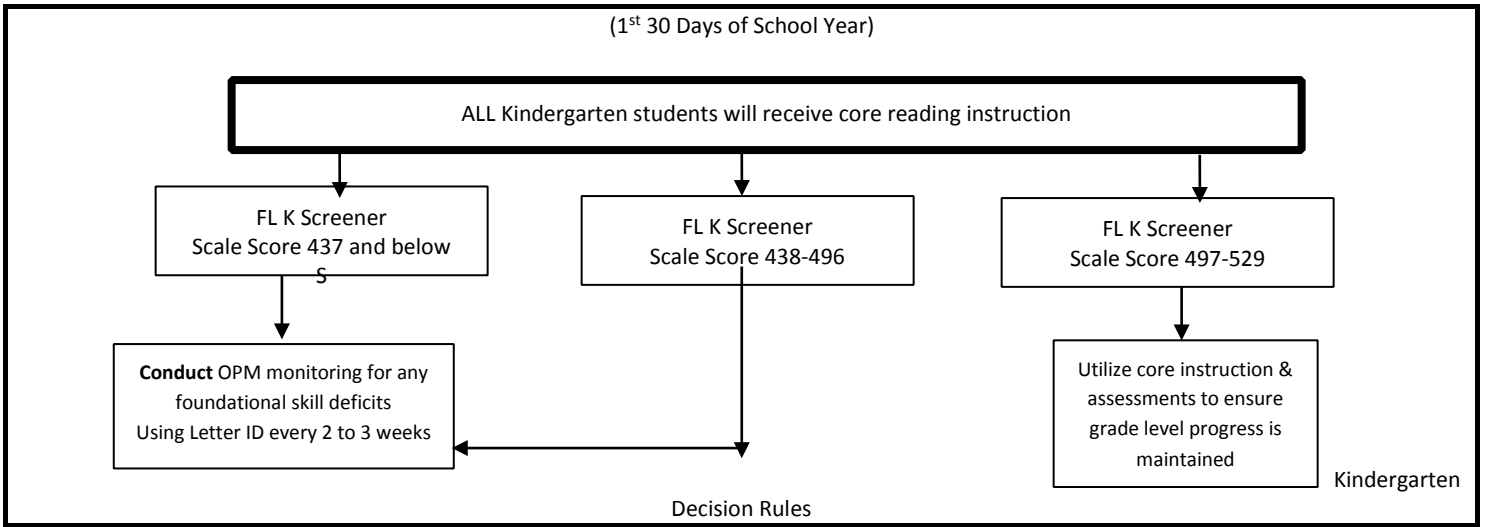 (1st 30 Days of School Year)
ALL Kindergarten students will receive core reading instruction
FL K Screener
Scale Score 437 and below
S
FL K Screener
Scale Score 438-496
FL K Screener
Scale Score 497-529
Conduct OPM monitoring for any
foundational skill deficits
Using Letter ID every 2 to 3 weeks
Utilize core instruction &
assessments to ensure
grade level progress is
maintained
Kindergarten
Decision Rules